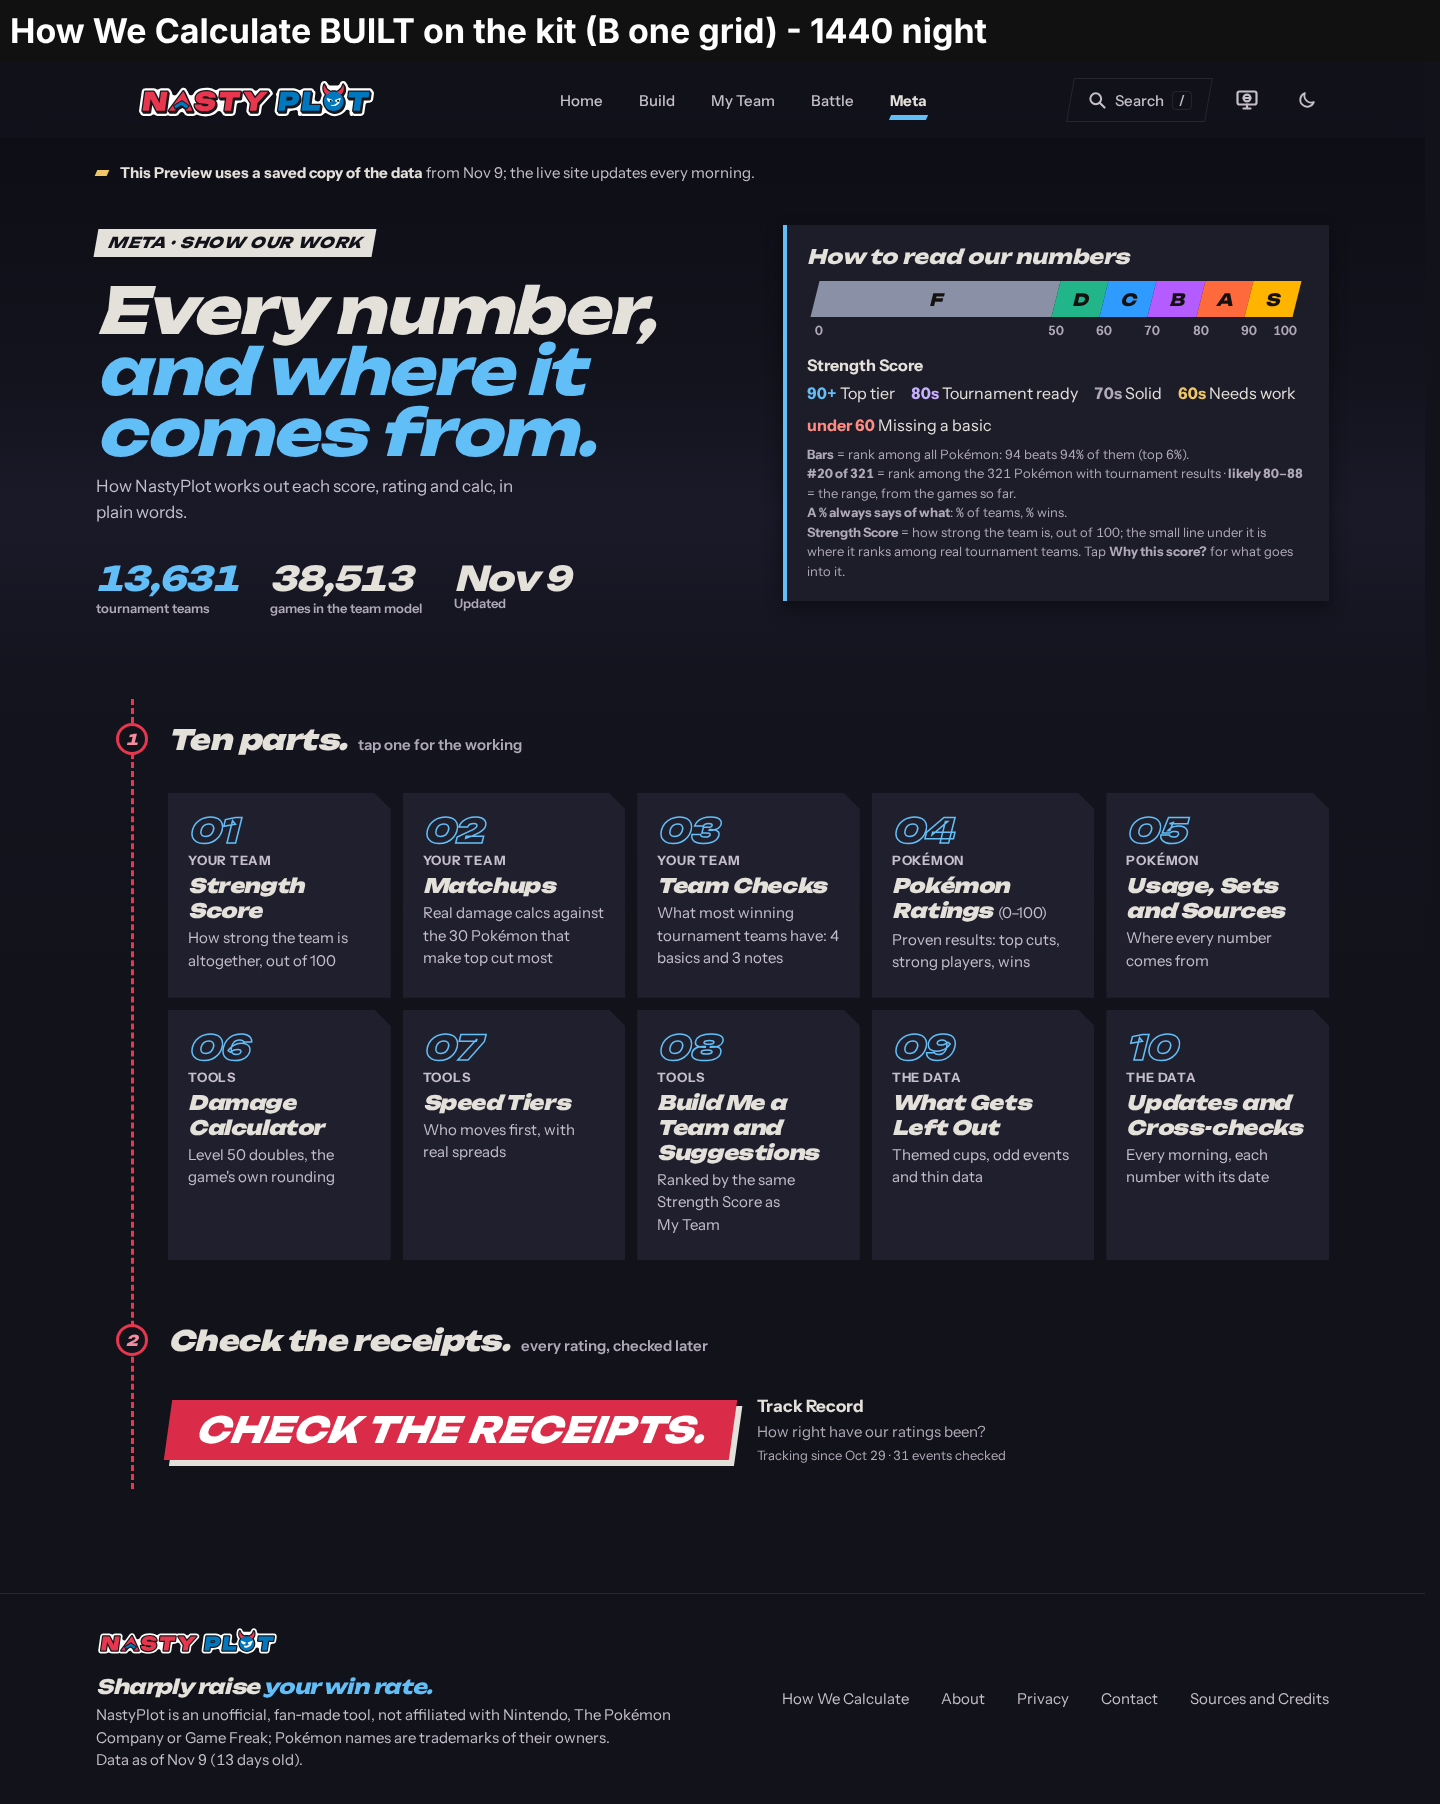 How We Calculate BUILT on the kit (B one grid) - 1440 night
NASTY PLOT
Home Build My Team Battle Meta
Search /
This Preview uses a saved copy of the data from Nov 9; the live site updates every morning.
META · SHOW OUR WORK
Every number,
and where it
comes from.
How NastyPlot works out each score, rating and calc, in
plain words.
13,631
tournament teams
38,513
games in the team model
Nov 9
Updated
How to read our numbers
F D C B A S
0 50 60 70 80 90 100
Strength Score
90+ Top tier 80s Tournament ready 70s Solid 60s Needs work
under 60 Missing a basic
Bars = rank among all Pokémon: 94 beats 94% of them (top 6%).
#20 of 321 = rank among the 321 Pokémon with tournament results · likely 80–88
= the range, from the games so far.
A % always says of what: % of teams, % wins.
Strength Score = how strong the team is, out of 100; the small line under it is
where it ranks among real tournament teams. Tap Why this score? for what goes
into it.
1
Ten parts. tap one for the working
01
YOUR TEAM
Strength
Score
How strong the team is
altogether, out of 100
02
YOUR TEAM
Matchups
Real damage calcs against
the 30 Pokémon that
make top cut most
03
YOUR TEAM
Team Checks
What most winning
tournament teams have: 4
basics and 3 notes
04
POKÉMON
Pokémon
Ratings (0–100)
Proven results: top cuts,
strong players, wins
05
POKÉMON
Usage, Sets
and Sources
Where every number
comes from
06
TOOLS
Damage
Calculator
Level 50 doubles, the
game's own rounding
07
TOOLS
Speed Tiers
Who moves first, with
real spreads
08
TOOLS
Build Me a
Team and
Suggestions
Ranked by the same
Strength Score as
My Team
09
THE DATA
What Gets
Left Out
Themed cups, odd events
and thin data
10
THE DATA
Updates and
Cross-checks
Every morning, each
number with its date
2
Check the receipts. every rating, checked later
CHECK THE RECEIPTS.
Track Record
How right have our ratings been?
Tracking since Oct 29 · 31 events checked
NASTY PLOT
Sharply raise your win rate.
NastyPlot is an unofficial, fan-made tool, not affiliated with Nintendo, The Pokémon
Company or Game Freak; Pokémon names are trademarks of their owners.
Data as of Nov 9 (13 days old).
How We Calculate About Privacy Contact Sources and Credits